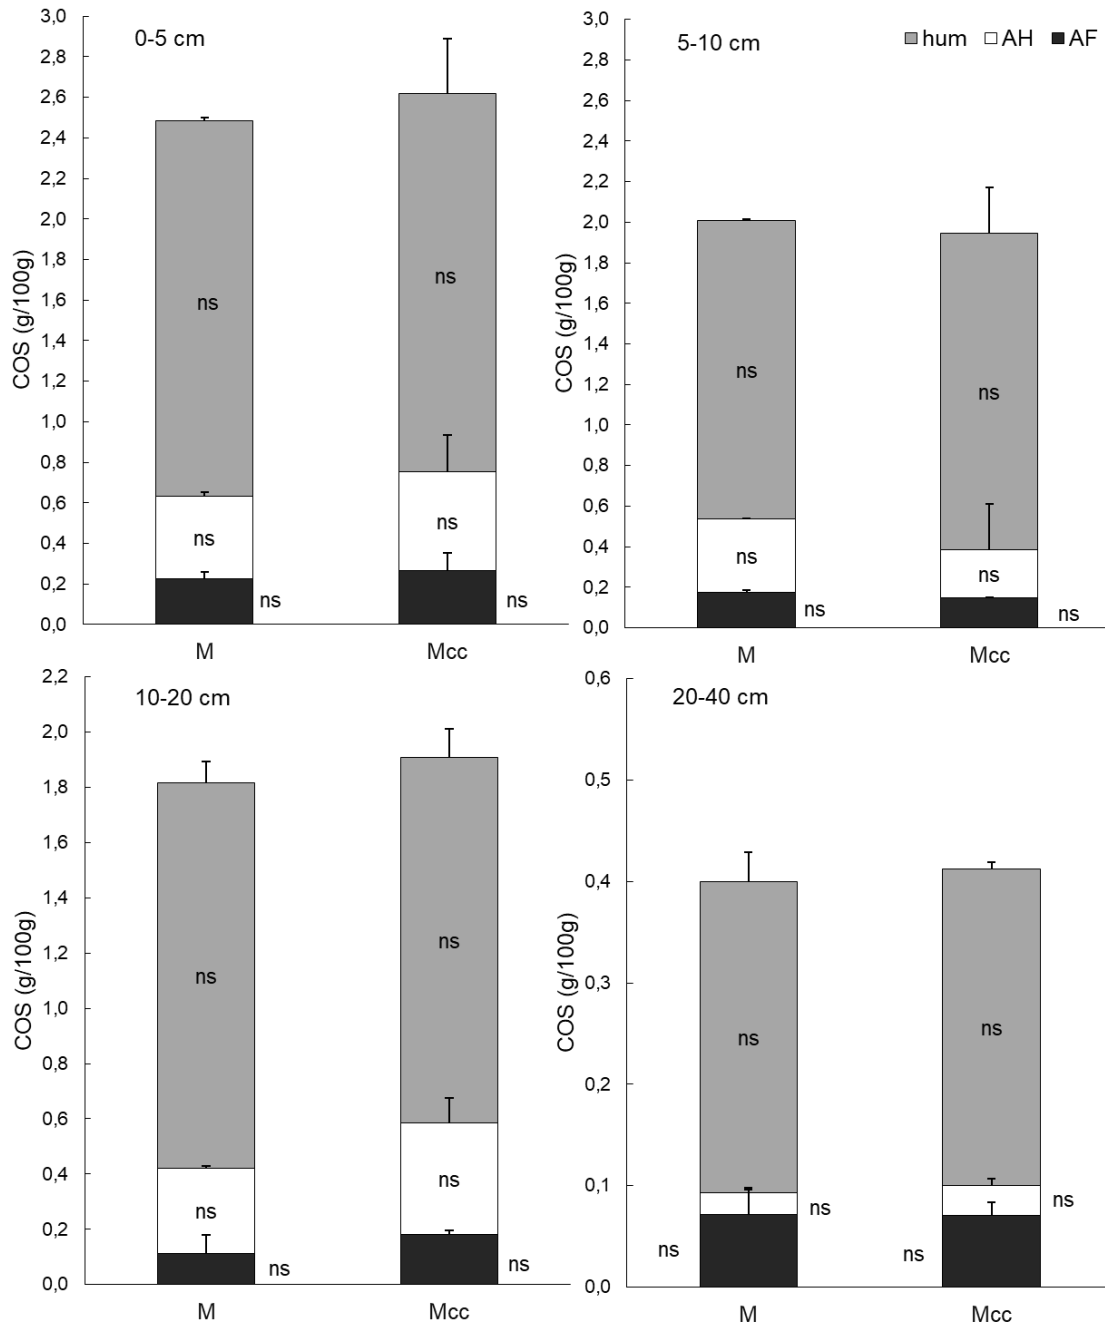 0-5 cm
3,0
2,8
2,6
2,4
2,2
2,0
1,8
1,6
1,4
1,2
1,0
0,8
0,6
0,4
0,2
0,0
COS (g/100g)
ns
ns
ns
ns
ns
ns
M
Mcc
5-10 cm
hum AH AF
3,0
2,8
2,6
2,4
2,2
2,0
1,8
1,6
1,4
1,2
1,0
0,8
0,6
0,4
0,2
0,0
COS (g/100g)
ns
ns
ns
ns
ns
ns
M
Mcc
10-20 cm
2,2
2,0
1,8
1,6
1,4
1,2
1,0
0,8
0,6
0,4
0,2
0,0
COS (g/100g)
ns
ns
ns
ns
ns
ns
M
Mcc
20-40 cm
0,6
0,5
0,4
0,3
0,2
0,1
0,0
COS (g/100g)
ns
ns
ns
ns
ns
ns
M
Mcc